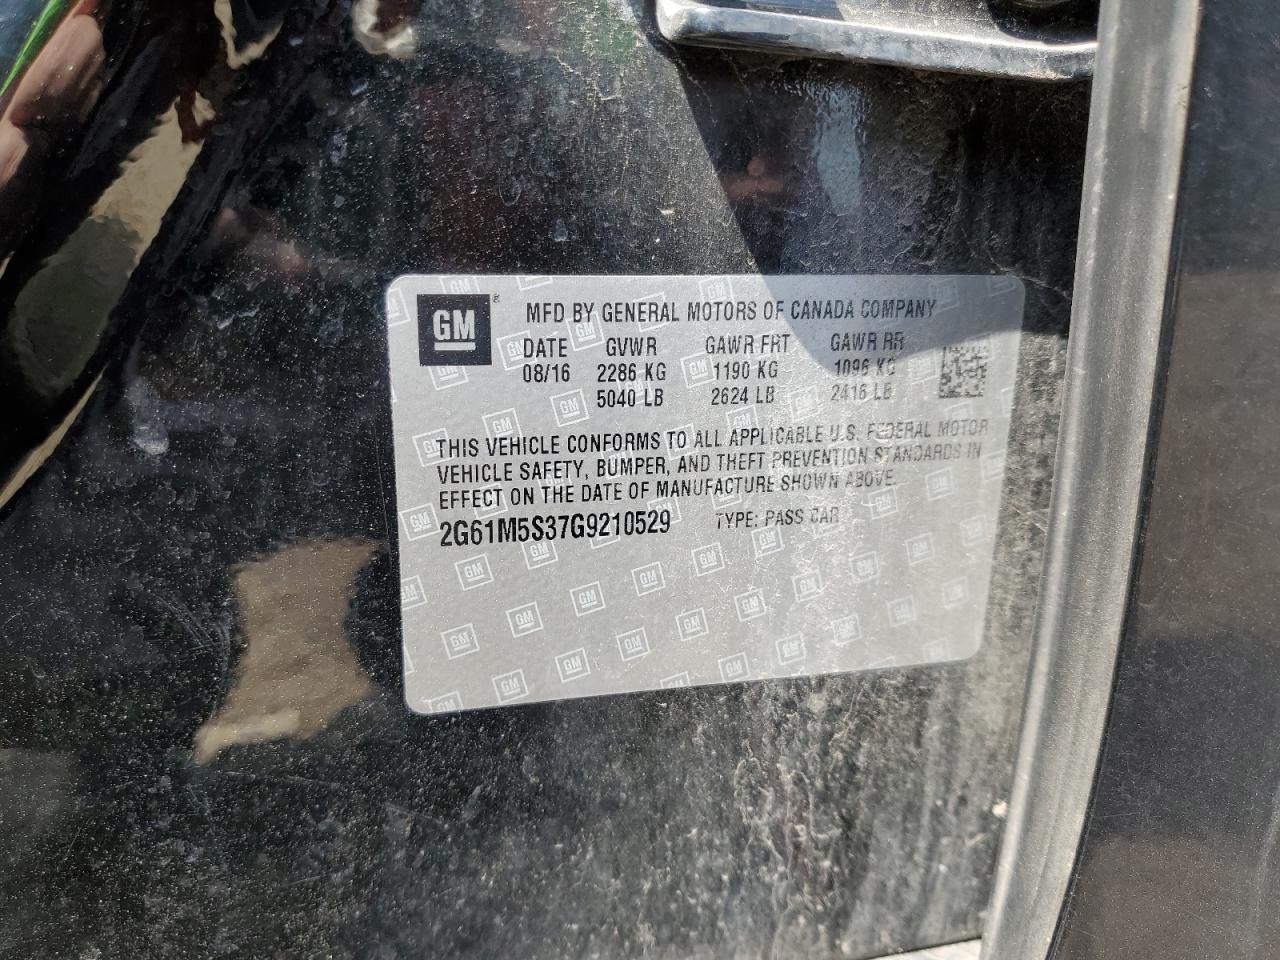 GM ®
MFD BY GENERAL MOTORS OF CANADA COMPANY
DATE GVWR GAWR FRT GAWR RR
08/16 2286 KG 1190 KG 1096 KG
5040 LB 2624 LB 2416 LB
THIS VEHICLE CONFORMS TO ALL APPLICABLE U.S. FEDERAL MOTOR
VEHICLE SAFETY, BUMPER, AND THEFT PREVENTION STANDARDS IN
EFFECT ON THE DATE OF MANUFACTURE SHOWN ABOVE.
2G61M5S37G9210529 TYPE: PASS CAR